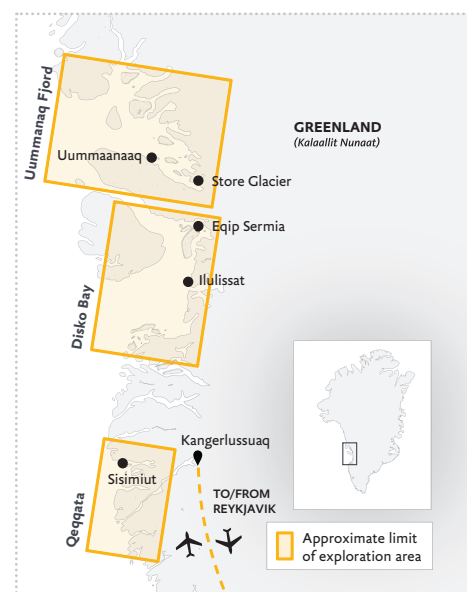 Uummanaq Fjord
Uummaanaaq
Store Glacier
GREENLAND
(Kalaallit Nunaat)
Eqip Sermia
Ilulissat
Disko Bay
Kangerlussuaq
Sisimiut
Qeqqata
TO/FROM
REYKJAVIK
Approximate limit
of exploration area